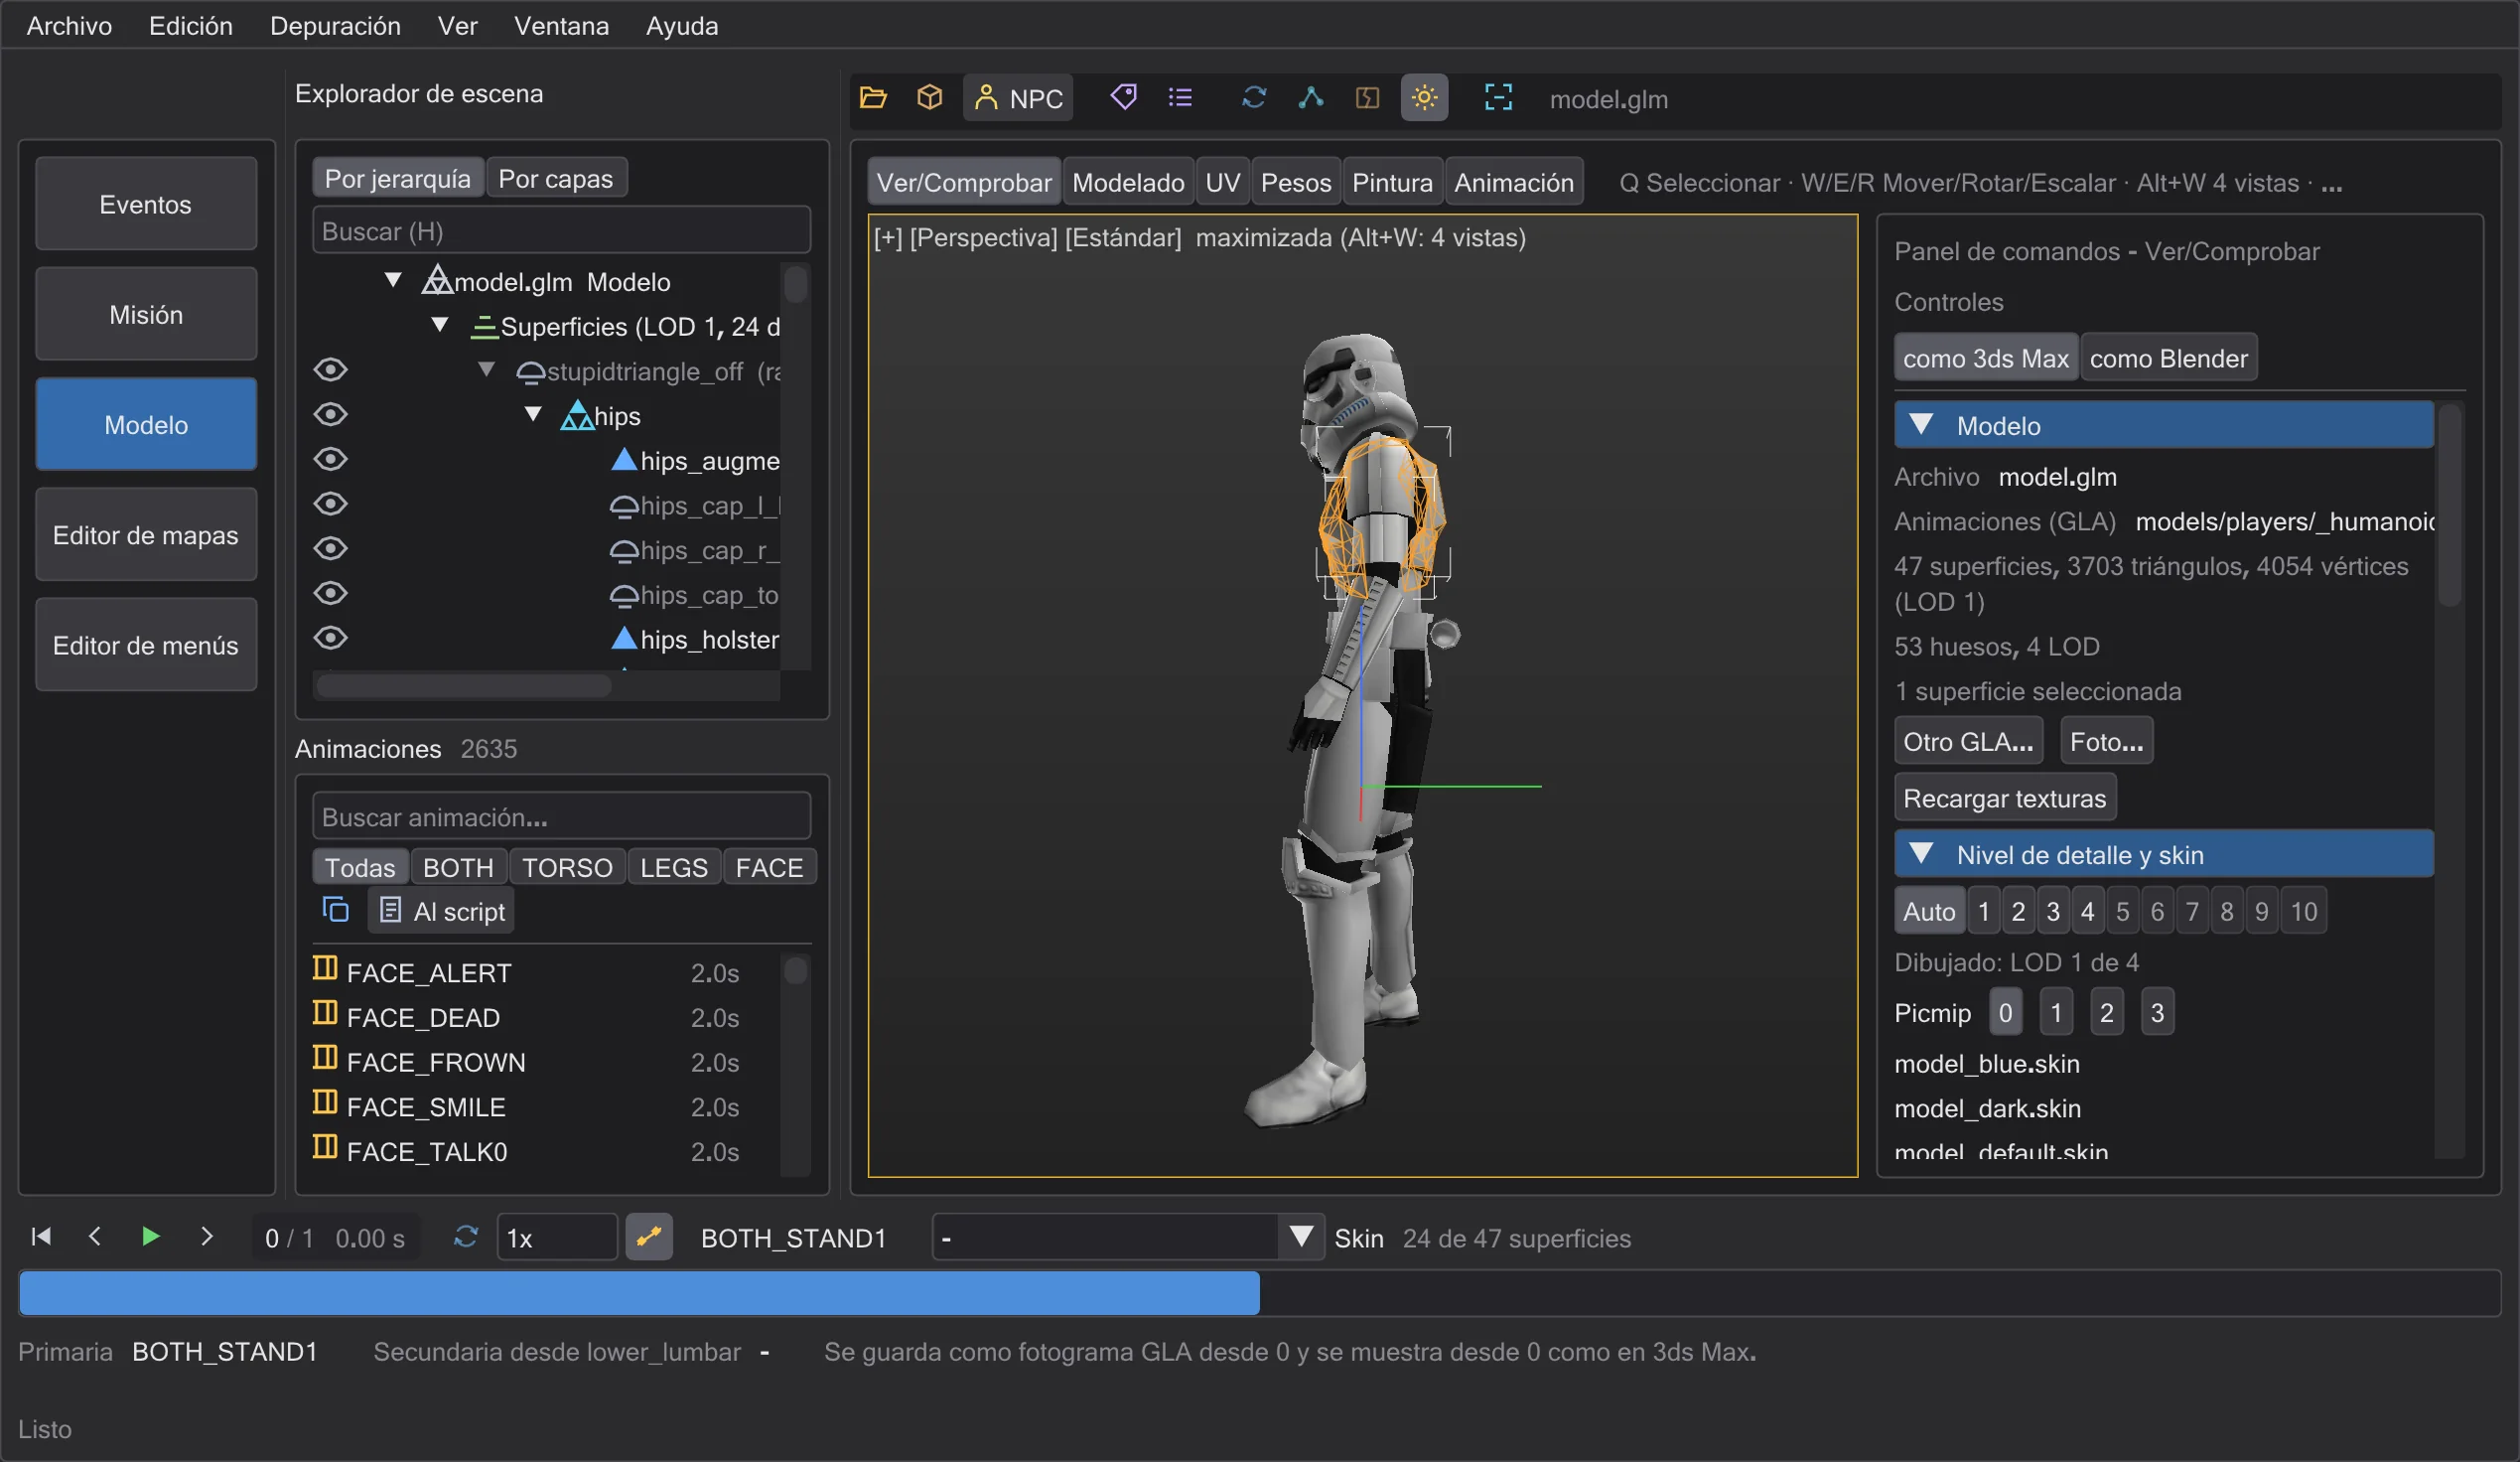 Archivo Edición Depuración Ver Ventana Ayuda
Explorador de escena
NPC
model.glm
Eventos
Misión
Modelo
Editor de mapas
Editor de menús
Por jerarquía Por capas
Buscar (H)
model.glm Modelo
Superficies (LOD 1, 24 d
stupidtriangle_off (ra
hips
hips_augme
hips_cap_l_
hips_cap_r_
hips_cap_to
hips_holster
Animaciones 2635
Buscar animación...
Todas BOTH TORSO LEGS FACE
AI script
FACE_ALERT 2.0s
FACE_DEAD 2.0s
FACE_FROWN 2.0s
FACE_SMILE 2.0s
FACE_TALK0 2.0s
Ver/Comprobar Modelado UV Pesos Pintura Animación Q Seleccionar · W/E/R Mover/Rotar/Escalar · Alt+W 4 vistas · ...
[+] [Perspectiva] [Estándar] maximizada (Alt+W: 4 vistas)
Panel de comandos - Ver/Comprobar
Controles
como 3ds Max como Blender
Modelo
Archivo model.glm
Animaciones (GLA) models/players/_humanoid
47 superficies, 3703 triángulos, 4054 vértices
(LOD 1)
53 huesos, 4 LOD
1 superficie seleccionada
Otro GLA... Foto...
Recargar texturas
Nivel de detalle y skin
Auto 1 2 3 4 5 6 7 8 9 10
Dibujado: LOD 1 de 4
Picmip 0 1 2 3
model_blue.skin
model_dark.skin
model_default.skin
0 / 1 0.00 s 1x BOTH_STAND1 - Skin 24 de 47 superficies
Primaria BOTH_STAND1 Secundaria desde lower_lumbar - Se guarda como fotograma GLA desde 0 y se muestra desde 0 como en 3ds Max.
Listo